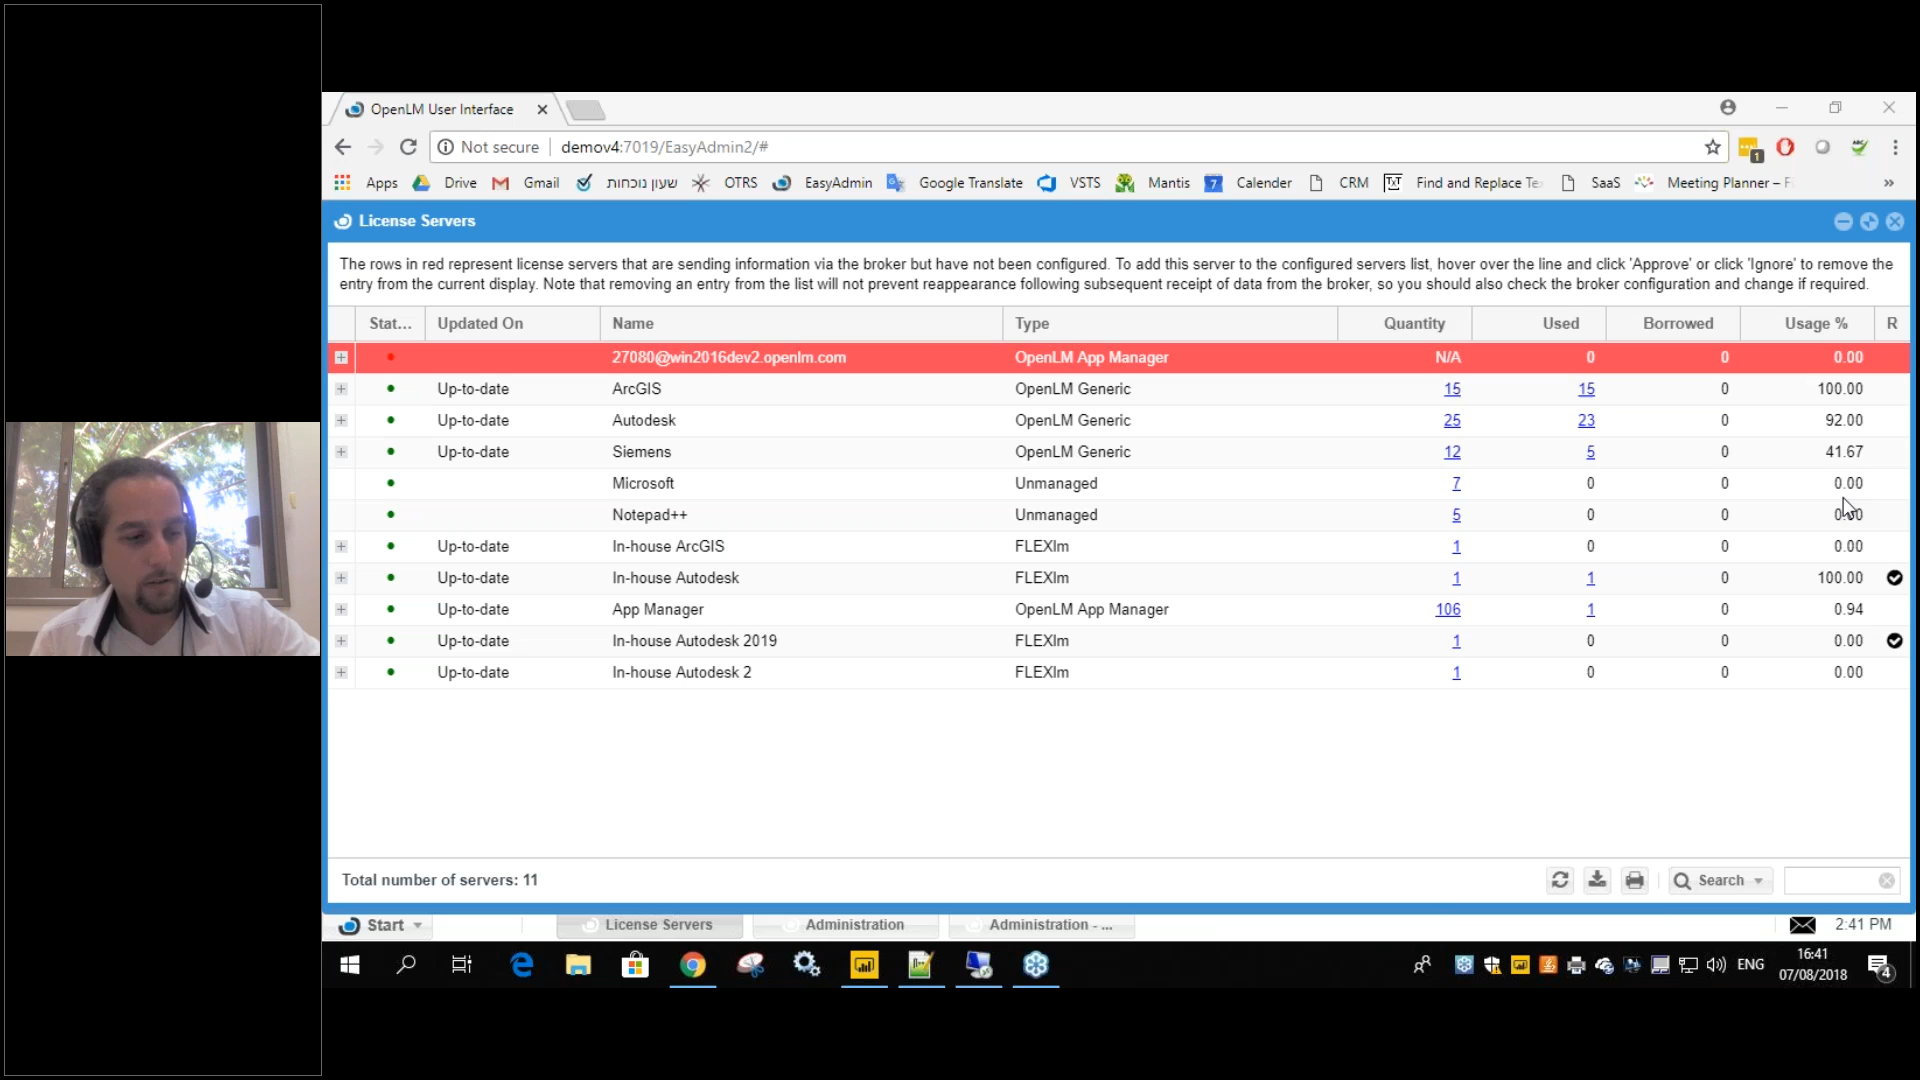 OpenLM User Interface
Not secure demov4:7019/EasyAdmin2/#
1
Apps Drive Gmail שעון נוכחות OTRS EasyAdmin Google Translate VSTS Mantis 7 Calender CRM TXT Find and Replace Te SaaS Meeting Planner – F »
License Servers
The rows in red represent license servers that are sending information via the broker but have not been configured. To add this server to the configured servers list, hover over the line and click 'Approve' or click 'Ignore' to remove the
entry from the current display. Note that removing an entry from the list will not prevent reappearance following subsequent receipt of data from the broker, so you should also check the broker configuration and change if required.
Stat... Updated On Name Type Quantity Used Borrowed Usage % R
27080@win2016dev2.openlm.com OpenLM App Manager N/A 0 0 0.00
Up-to-date ArcGIS OpenLM Generic 15 15 0 100.00
Up-to-date Autodesk OpenLM Generic 25 23 0 92.00
Up-to-date Siemens OpenLM Generic 12 5 0 41.67
Microsoft Unmanaged 7 0 0 0.00
Notepad++ Unmanaged 5 0 0 0.00
Up-to-date In-house ArcGIS FLEXlm 1 0 0 0.00
Up-to-date In-house Autodesk FLEXlm 1 1 0 100.00
Up-to-date App Manager OpenLM App Manager 106 1 0 0.94
Up-to-date In-house Autodesk 2019 FLEXlm 1 0 0 0.00
Up-to-date In-house Autodesk 2 FLEXlm 1 0 0 0.00
Total number of servers: 11 Search
Start License Servers Administration Administration - ... 2:41 PM
ENG 16:41
07/08/2018
4